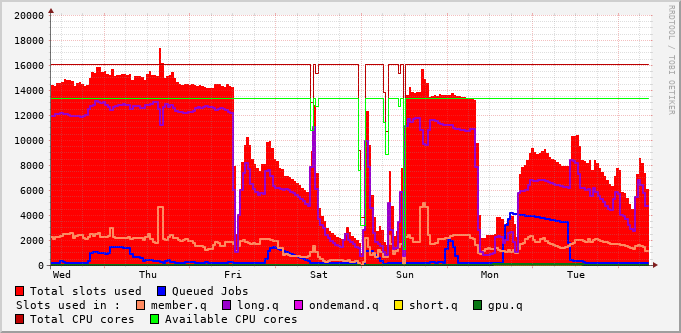 20000
18000
16000
14000
12000
10000
8000
6000
4000
2000
0
Wed Thu Fri Sat Sun Mon Tue
RRDTOOL / TOBI OETIKER
Total slots used Queued Jobs
Slots used in : member.q long.q ondemand.q short.q gpu.q
Total CPU cores Available CPU cores